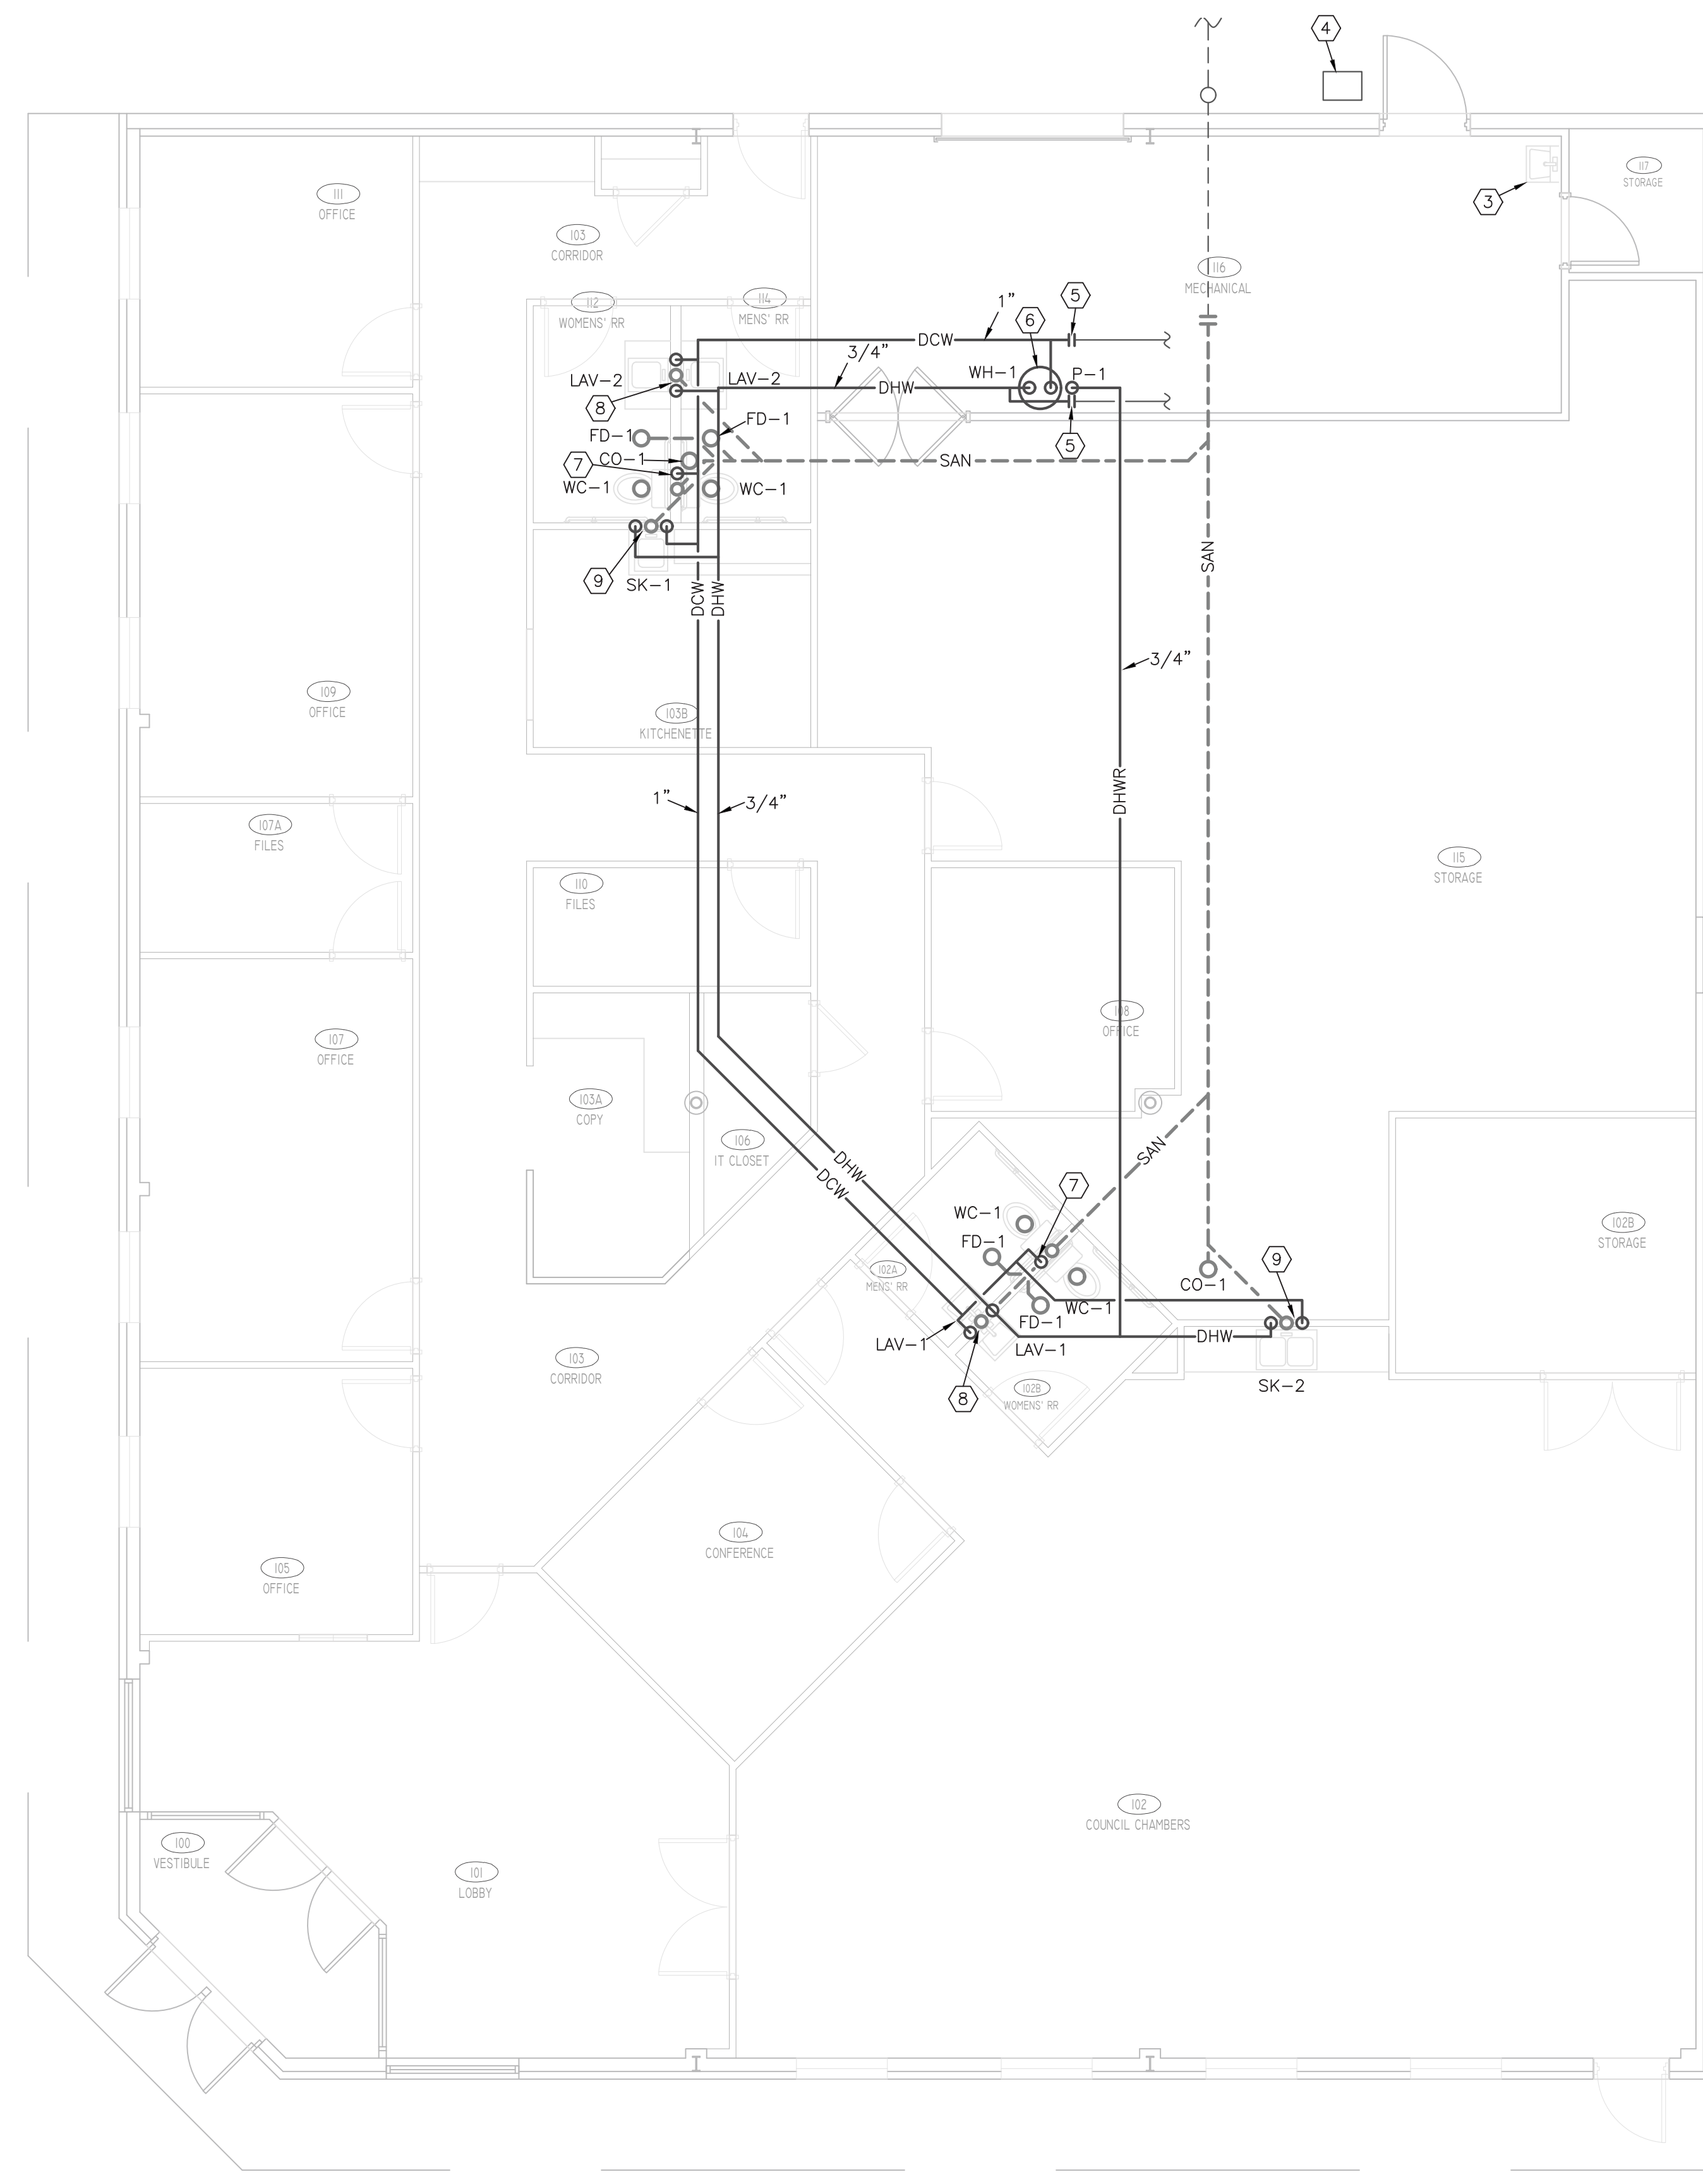 4
117
STORAGE
111
OFFICE
3
103
CORRIDOR
116
MECHANICAL
112
WOMENS' RR
114
MENS' RR
5
1"
6
DCW
3/4"
WH-1
P-1
LAV-2
LAV-2
DHW
8
5
FD-1
FD-1
CO-1
SAN
7
WC-1
WC-1
SAN
9
SK-1
DCW
DHW
3/4"
109
OFFICE
103B
KITCHENETTE
DHWR
1"
3/4"
107A
FILES
115
STORAGE
110
FILES
108
OFFICE
107
OFFICE
103A
COPY
106
IT CLOSET
SAN
DHW
DCW
7
WC-1
102B
STORAGE
FD-1
9
102A
MENS' RR
CO-1
WC-1
FD-1
LAV-1
DHW
LAV-1
103
CORRIDOR
SK-2
8
102B
WOMENS' RR
104
CONFERENCE
105
OFFICE
102
COUNCIL CHAMBERS
100
VESTIBULE
101
LOBBY